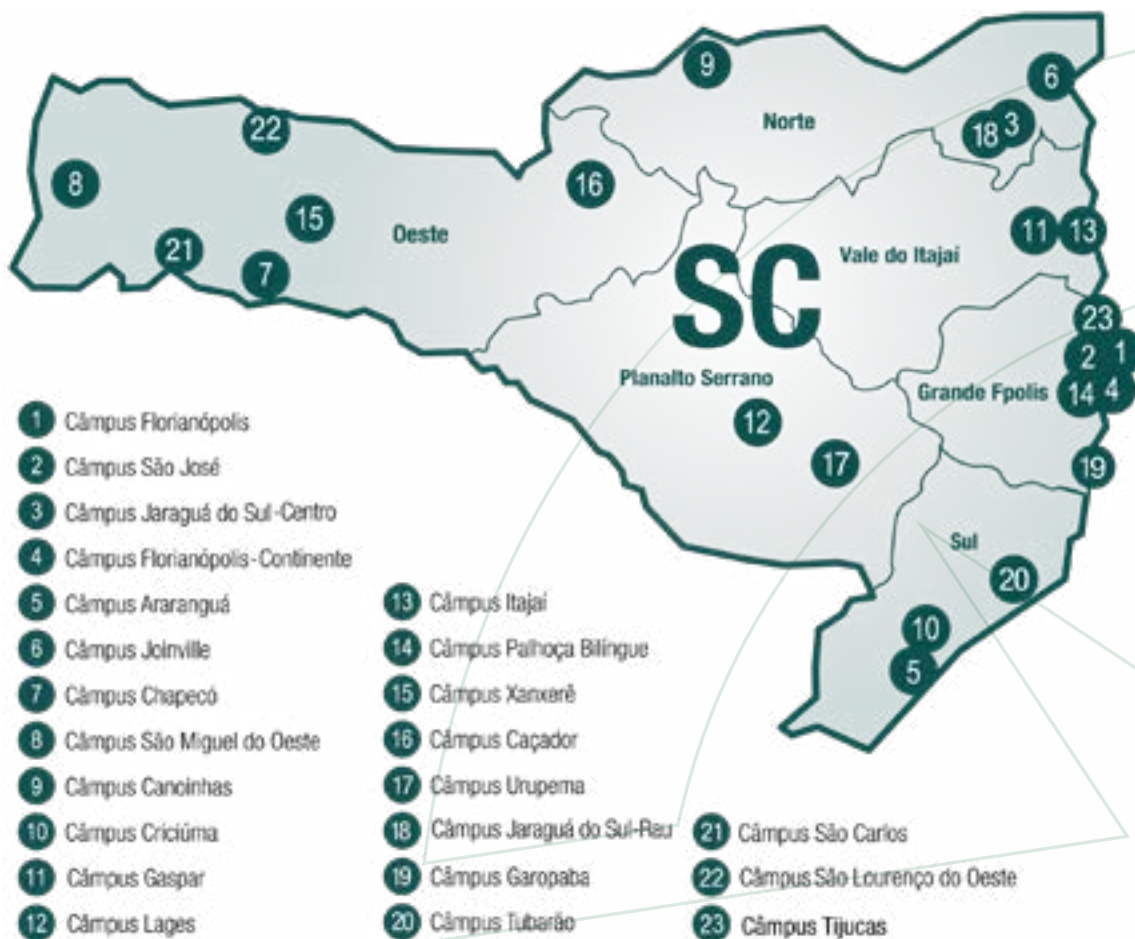 9
6
Norte
22
18
3
8
16
15
11
13
Oeste
21
Vale do Itajaí
7
SC
23
2
1
Planalto Serrano
Grande Fpolis
14
4
12
17
19
Sul
20
10
5
1 Câmpus Florianópolis
2 Câmpus São José
3 Câmpus Jaraguá do Sul-Centro
4 Câmpus Florianópolis-Continente
5 Câmpus Araranguá
6 Câmpus Joinville
7 Câmpus Chapecó
8 Câmpus São Miguel do Oeste
9 Câmpus Canoinhas
10 Câmpus Criciúma
11 Câmpus Gaspar
12 Câmpus Lages
13 Câmpus Itajaí
14 Câmpus Palhoça Bilíngue
15 Câmpus Xanxerê
16 Câmpus Caçador
17 Câmpus Urupema
18 Câmpus Jaraguá do Sul-Rau
19 Câmpus Garopaba
20 Câmpus Tubarão
21 Câmpus São Carlos
22 Câmpus São Lourenço do Oeste
23 Câmpus Tijucas